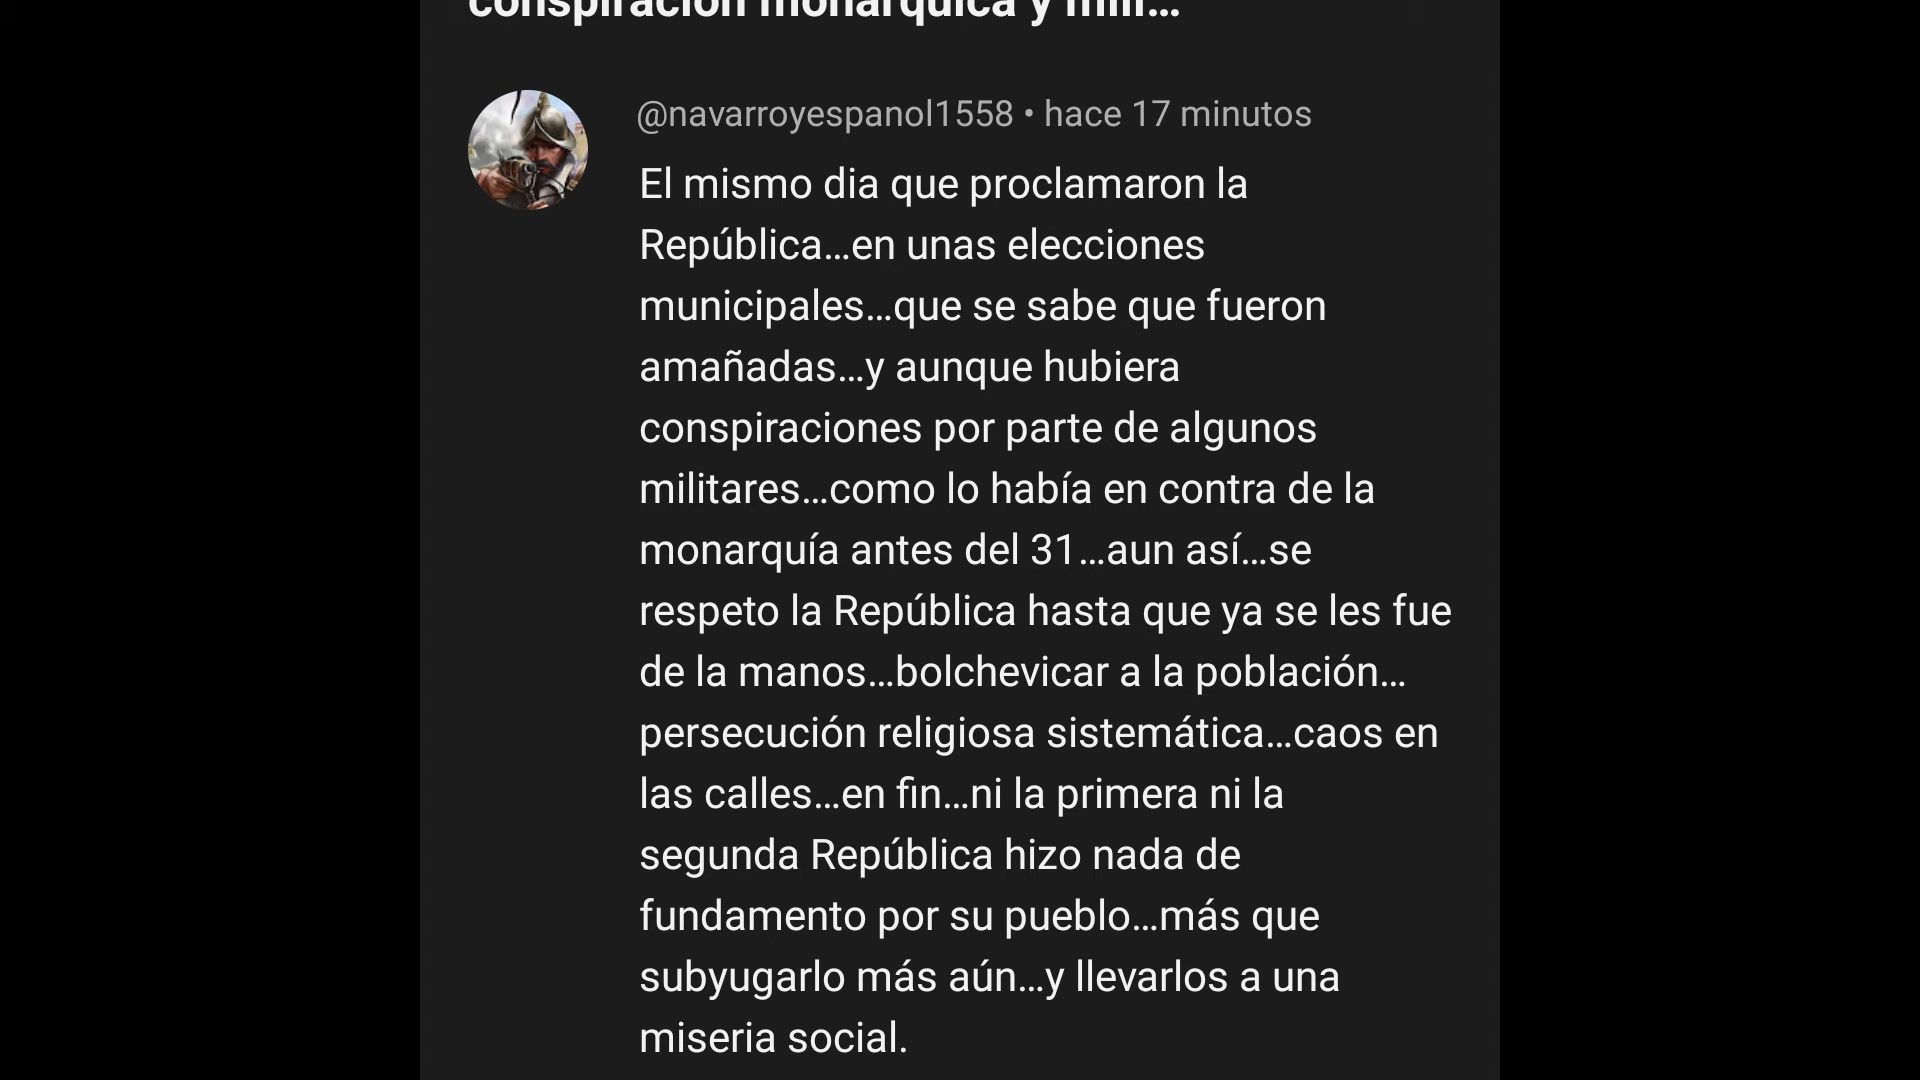 conspiración monárquica y mili...
@navarroyespanol1558 • hace 17 minutos
El mismo dia que proclamaron la
República...en unas elecciones
municipales...que se sabe que fueron
amañadas...y aunque hubiera
conspiraciones por parte de algunos
militares...como lo había en contra de la
monarquía antes del 31...aun así...se
respeto la República hasta que ya se les fue
de la manos...bolchevicar a la población...
persecución religiosa sistemática...caos en
las calles...en fin...ni la primera ni la
segunda República hizo nada de
fundamento por su pueblo...más que
subyugarlo más aún...y llevarlos a una
miseria social.